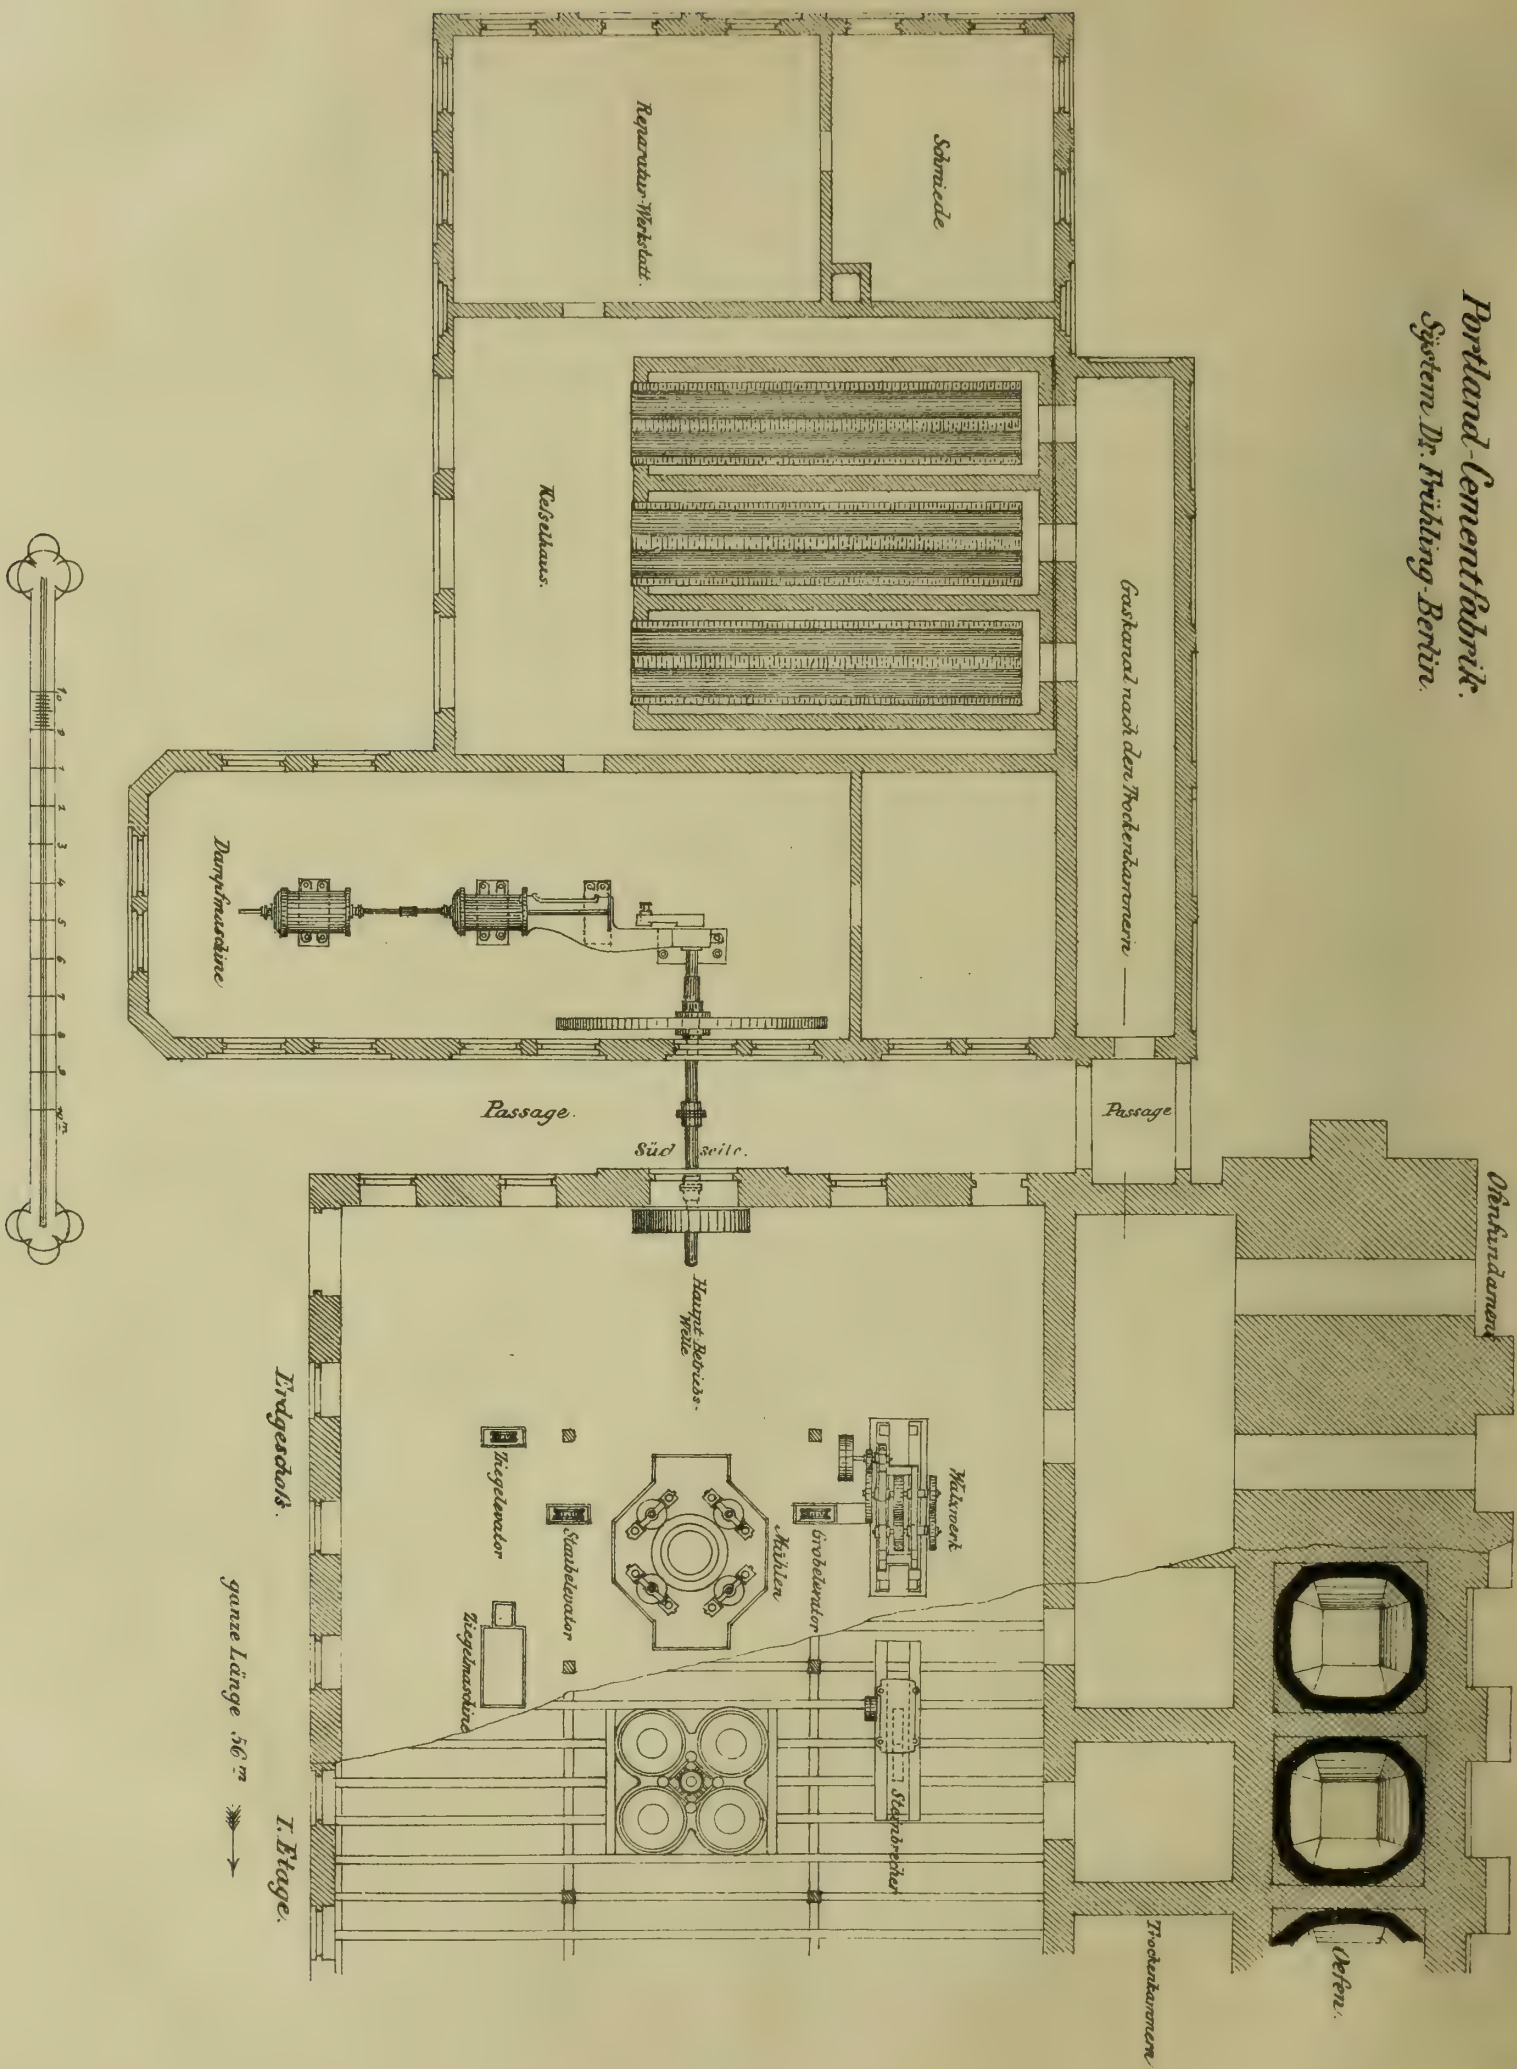 Portland-Cementfabrik.
System Dr. Frühling-Berlin.
Schmiede
Reparatur-Werkstatt.
Keſselhaus.
Gaskanal nach den Trockenkammern
Dampfmaschine
Passage.
Passage
Süd seite.
Ofenfundament
Haupt-Betriebs-
Welle
Walzwerk
Grobelevator
Mühlen
Staubelevator
Ziegelevator
Ziegelmaschine
Steinbrecher
Oefen.
Trockenkammern
Erdgeschoſs.
I. Etage.
ganze Länge 56 m
10 0 1 2 3 4 5 6 7 8 9 10 m